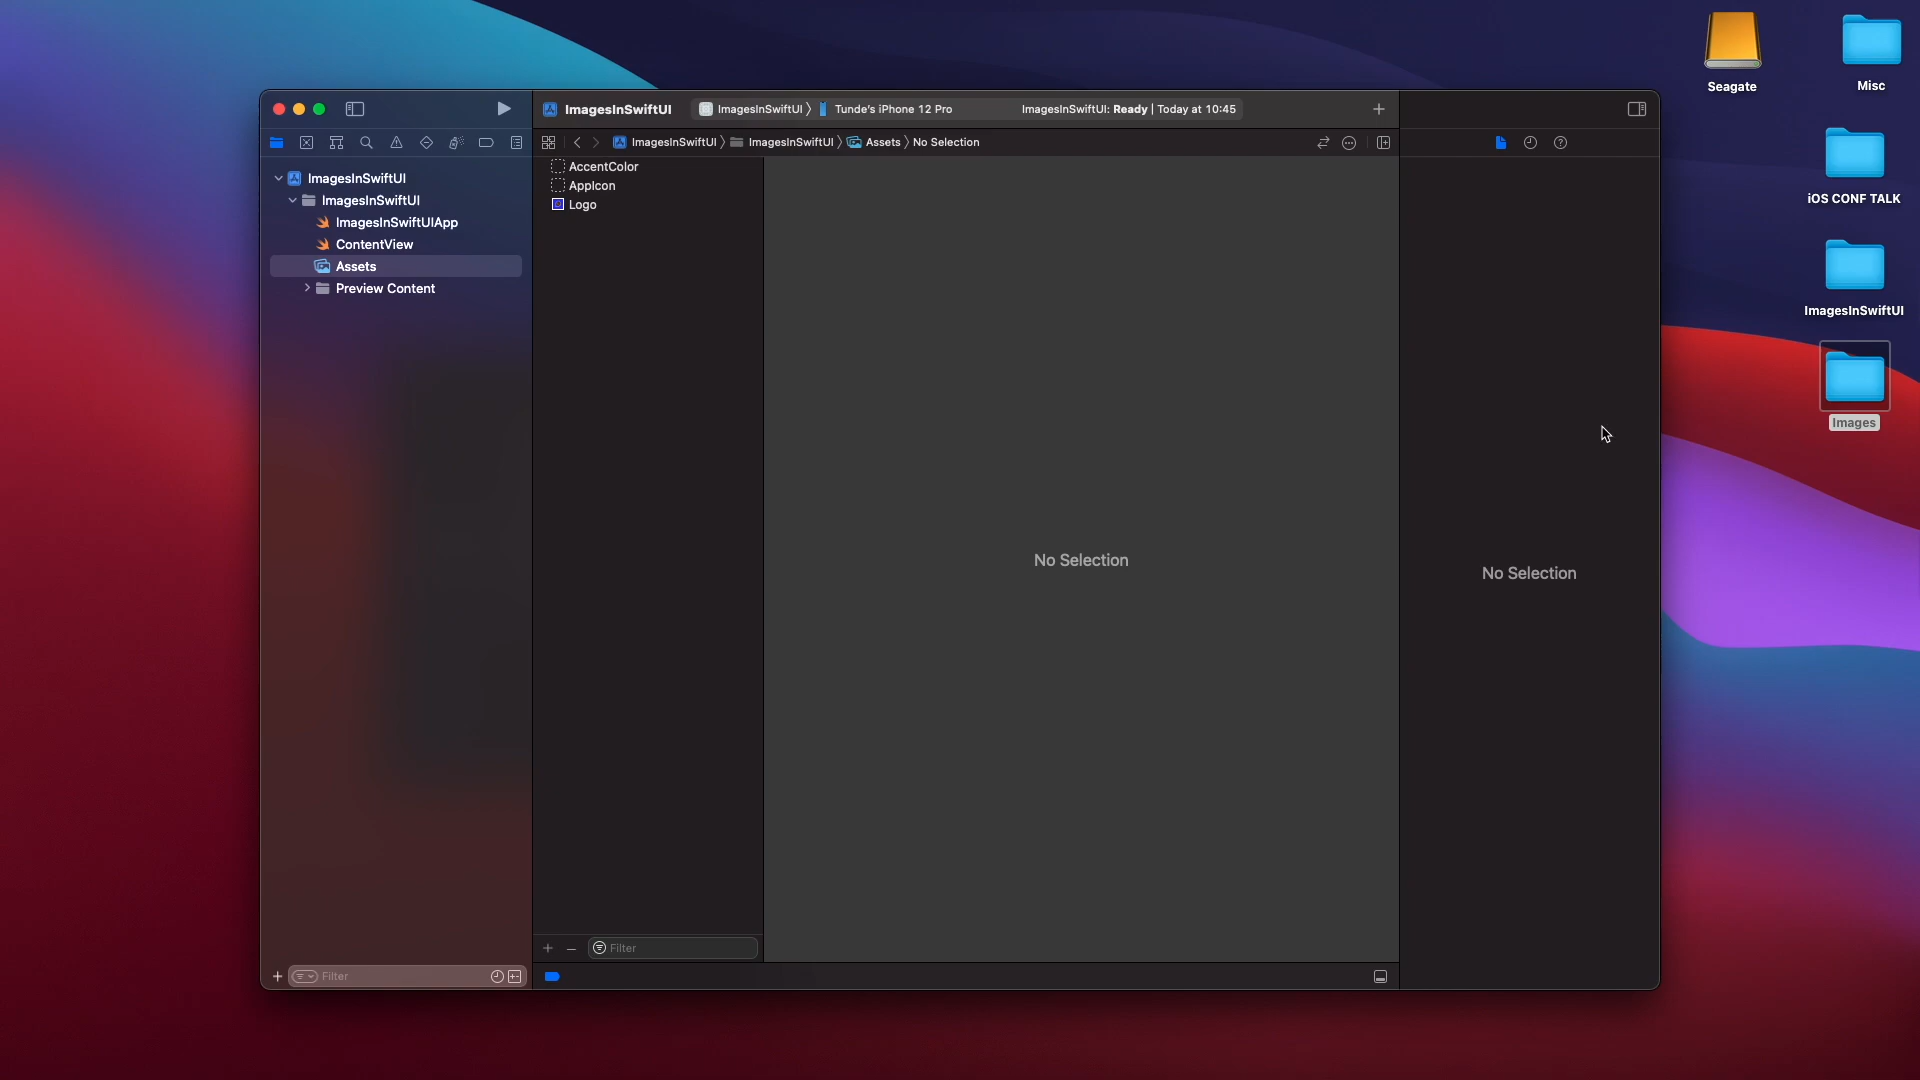 Seagate
Misc
iOS CONF TALK
ImagesInSwiftUI
Images
ImagesInSwiftUI
ImagesInSwiftUI
Tunde's iPhone 12 Pro
ImagesInSwiftUI: Ready | Today at 10:45
ImagesInSwiftUI
ImagesInSwiftUI
Assets
No Selection
ImagesInSwiftUI
ImagesInSwiftUI
ImagesInSwiftUIApp
ContentView
Assets
Preview Content
AccentColor
AppIcon
Logo
No Selection
No Selection
Filter
Filter